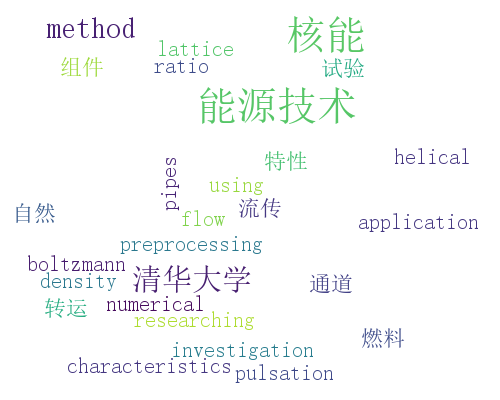 method
核能
lattice
组件
ratio
试验
能源技术
特性
helical
pipes
using
自然
流传
flow
application
preprocessing
boltzmann
清华大学
density
通道
转运
numerical
researching
燃料
investigation
characteristics
pulsation